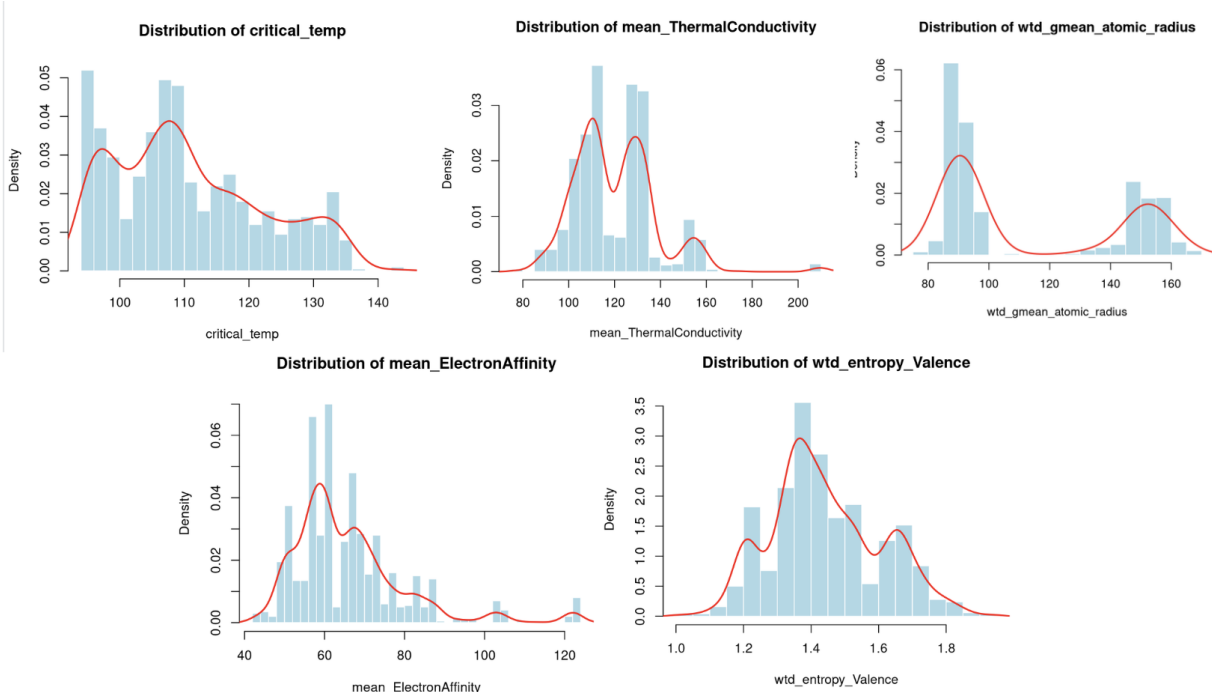 Distribution of critical_temp
Density
0.00 0.01 0.02 0.03 0.04 0.05
100 110 120 130 140
critical_temp
Distribution of mean_ThermalConductivity
Density
0.00 0.01 0.02 0.03
80 100 120 140 160 180 200
mean_ThermalConductivity
Distribution of wtd_gmean_atomic_radius
0.00 0.02 0.04 0.06
80 100 120 140 160
wtd_gmean_atomic_radius
Distribution of mean_ElectronAffinity
Density
0.00 0.02 0.04 0.06
40 60 80 100 120
mean_ElectronAffinity
Distribution of wtd_entropy_Valence
Density
0.0 0.5 1.0 1.5 2.0 2.5 3.0 3.5
1.0 1.2 1.4 1.6 1.8
wtd_entropy_Valence